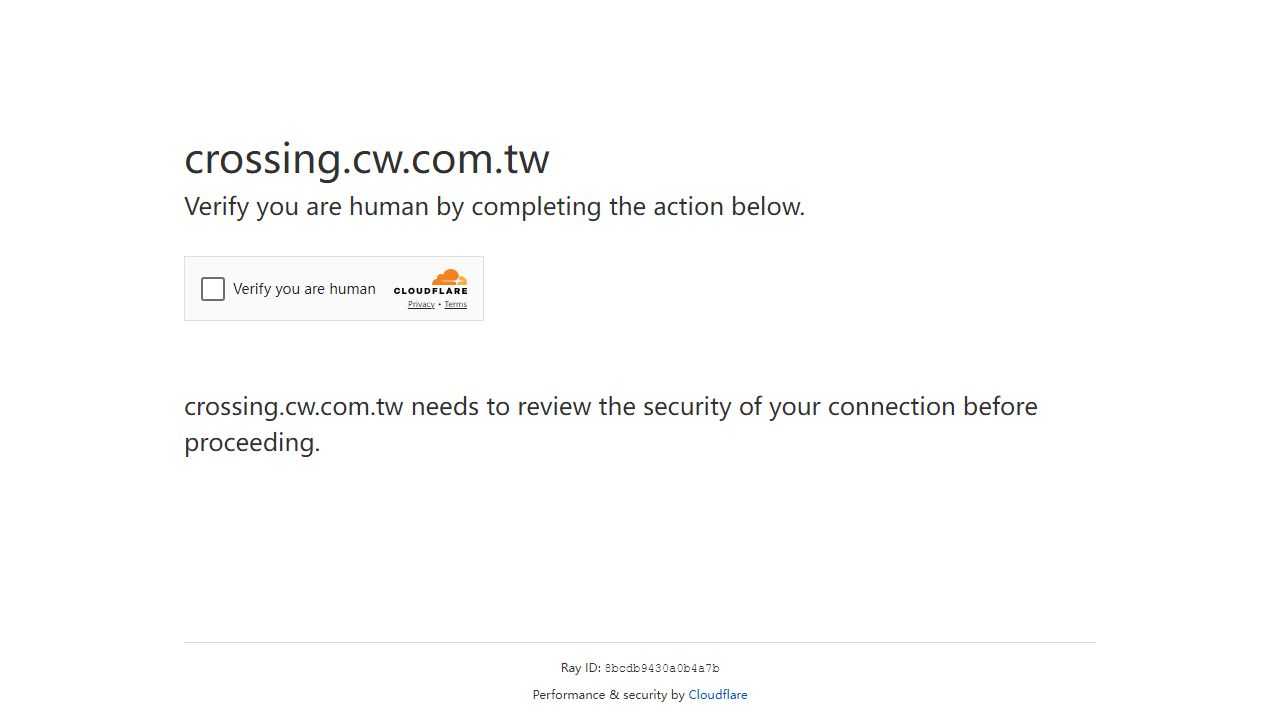 crossing.cw.com.tw
Verify you are human by completing the action below.
Verify you are human
CLOUDFLARE
Privacy • Terms
crossing.cw.com.tw needs to review the security of your connection before
proceeding.
Ray ID: 8bcdb9430a0b4a7b
Performance & security by Cloudflare